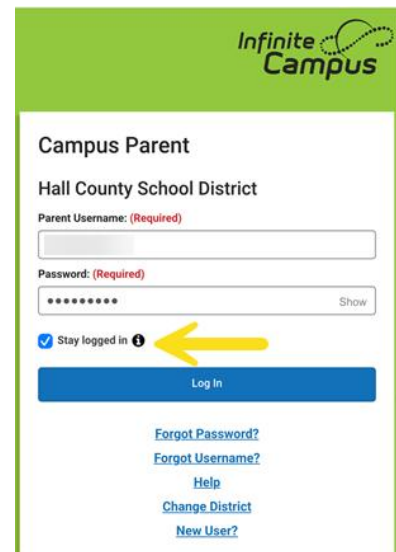 Infinite
Campus
Campus Parent
Hall County School District
Parent Username: (Required)
Password: (Required)
••••••••• Show
Stay logged in i
Log In
Forgot Password?
Forgot Username?
Help
Change District
New User?